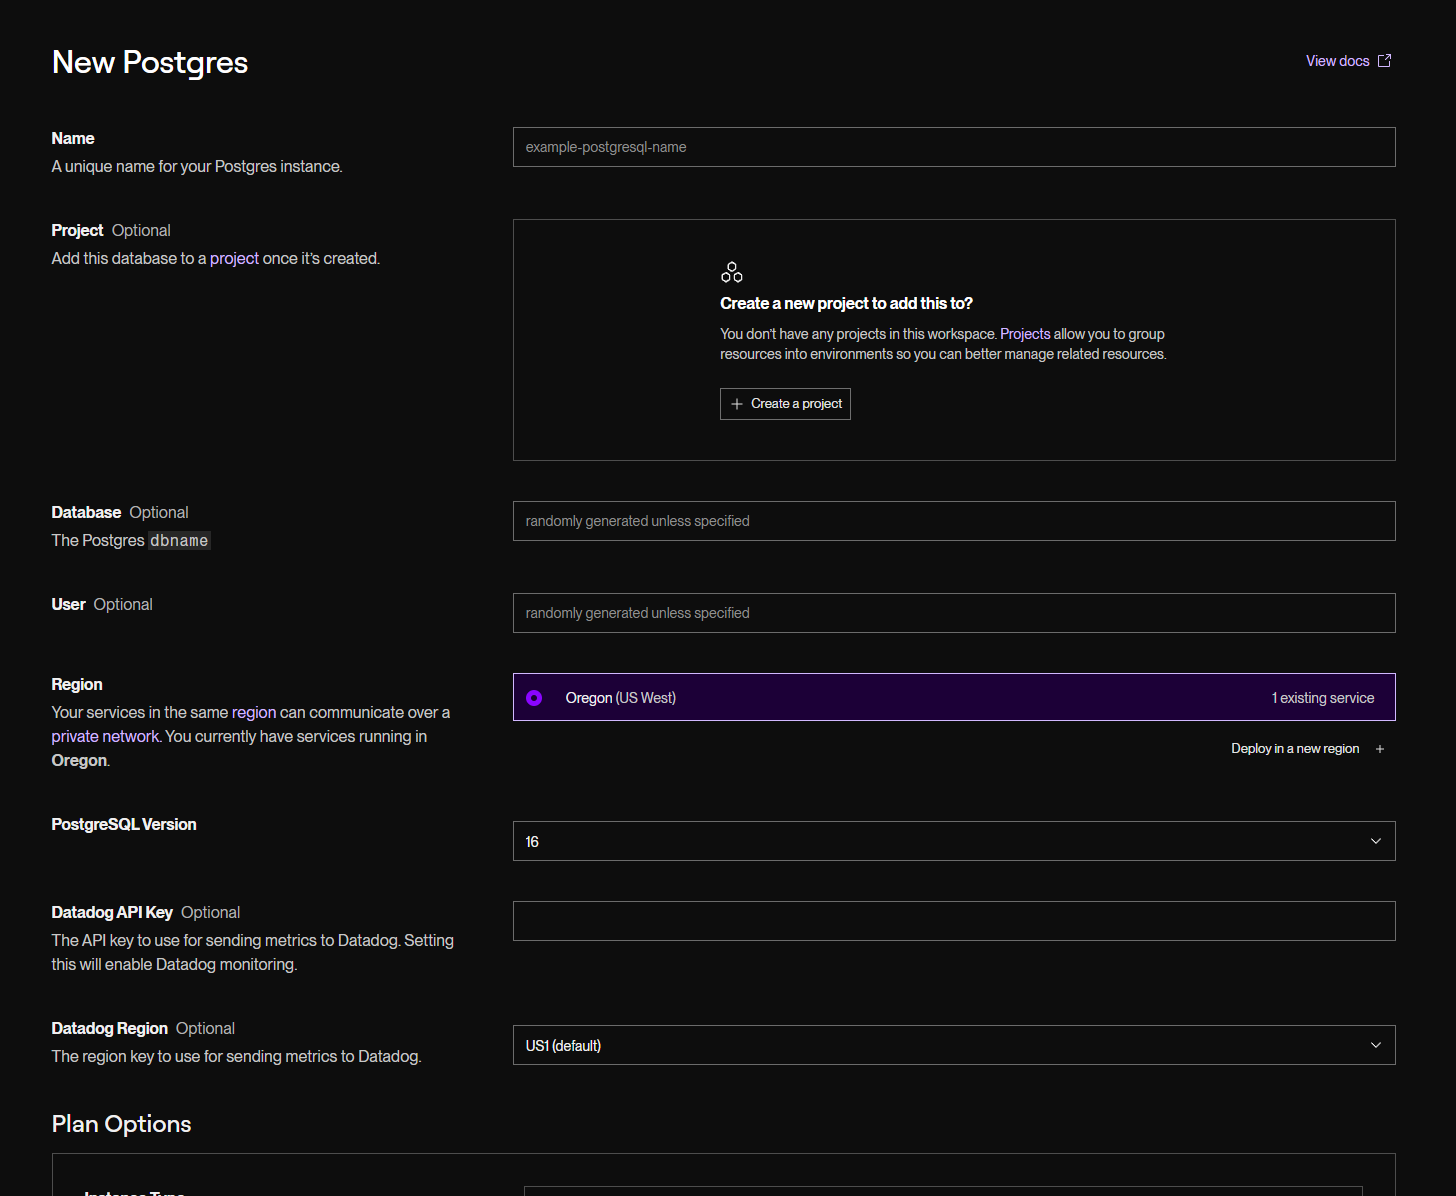 New Postgres
View docs
Name
A unique name for your Postgres instance.
example-postgresql-name
Project Optional
Add this database to a project once it’s created.
Create a new project to add this to?
You don’t have any projects in this workspace. Projects allow you to group
resources into environments so you can better manage related resources.
Create a project
Database Optional
The Postgres dbname
randomly generated unless specified
User Optional
randomly generated unless specified
Region
Your services in the same region can communicate over a
private network. You currently have services running in
Oregon.
Oregon (US West)
1 existing service
Deploy in a new region +
PostgreSQL Version
16
Datadog API Key Optional
The API key to use for sending metrics to Datadog. Setting
this will enable Datadog monitoring.
Datadog Region Optional
The region key to use for sending metrics to Datadog.
US1 (default)
Plan Options
Instance Type